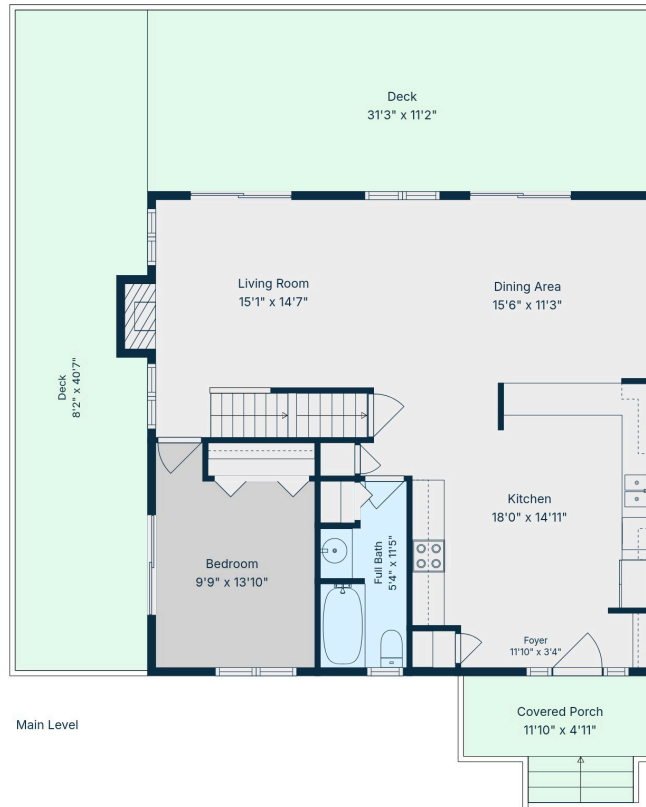 Deck
31'3" x 11'2"
Living Room
15'1" x 14'7"
Dining Area
15'6" x 11'3"
Deck
8'2" x 40'7"
Kitchen
18'0" x 14'11"
Bedroom
9'9" x 13'10"
Full Bath
5'4" x 11'5"
Foyer
11'10" x 3'4"
Covered Porch
11'10" x 4'11"
Main Level